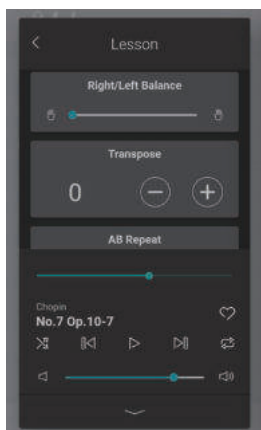 Lesson
Right/Left Balance
Transpose
0
AB Repeat
Chopin
No.7 Op.10-7